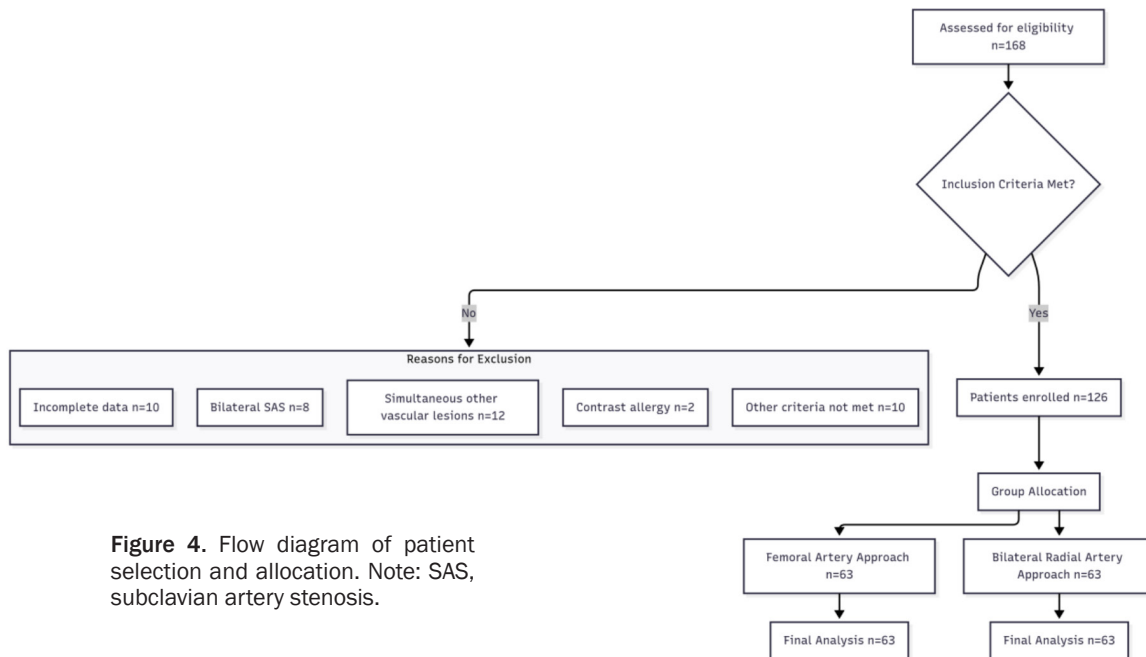 Assessed for eligibility
n=168
Inclusion Criteria Met?
No
Yes
Reasons for Exclusion
Incomplete data n=10
Bilateral SAS n=8
Simultaneous other
vascular lesions n=12
Contrast allergy n=2
Other criteria not met n=10
Patients enrolled n=126
Group Allocation
Femoral Artery Approach
n=63
Bilateral Radial Artery
Approach n=63
Final Analysis n=63
Final Analysis n=63
Figure 4. Flow diagram of patient
selection and allocation. Note: SAS,
subclavian artery stenosis.